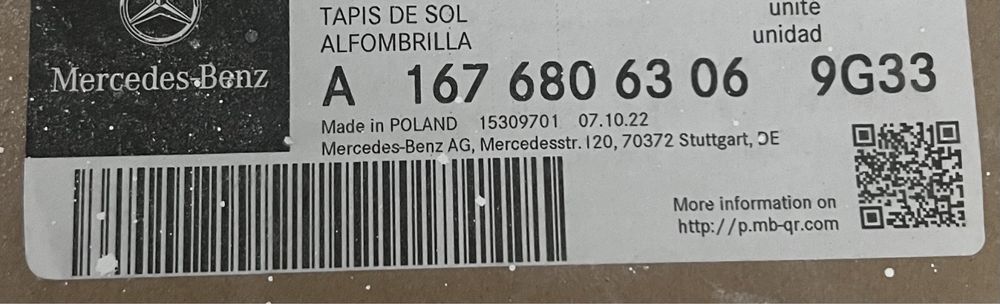 Mercedes-Benz
TAPIS DE SOL
ALFOMBRILLA
unité
unidad
A 167 680 63 06 9G33
Made in POLAND 15309701 07.10.22
Mercedes-Benz AG, Mercedesstr. 120, 70372 Stuttgart, DE
More information on
http://p.mb-qr.com